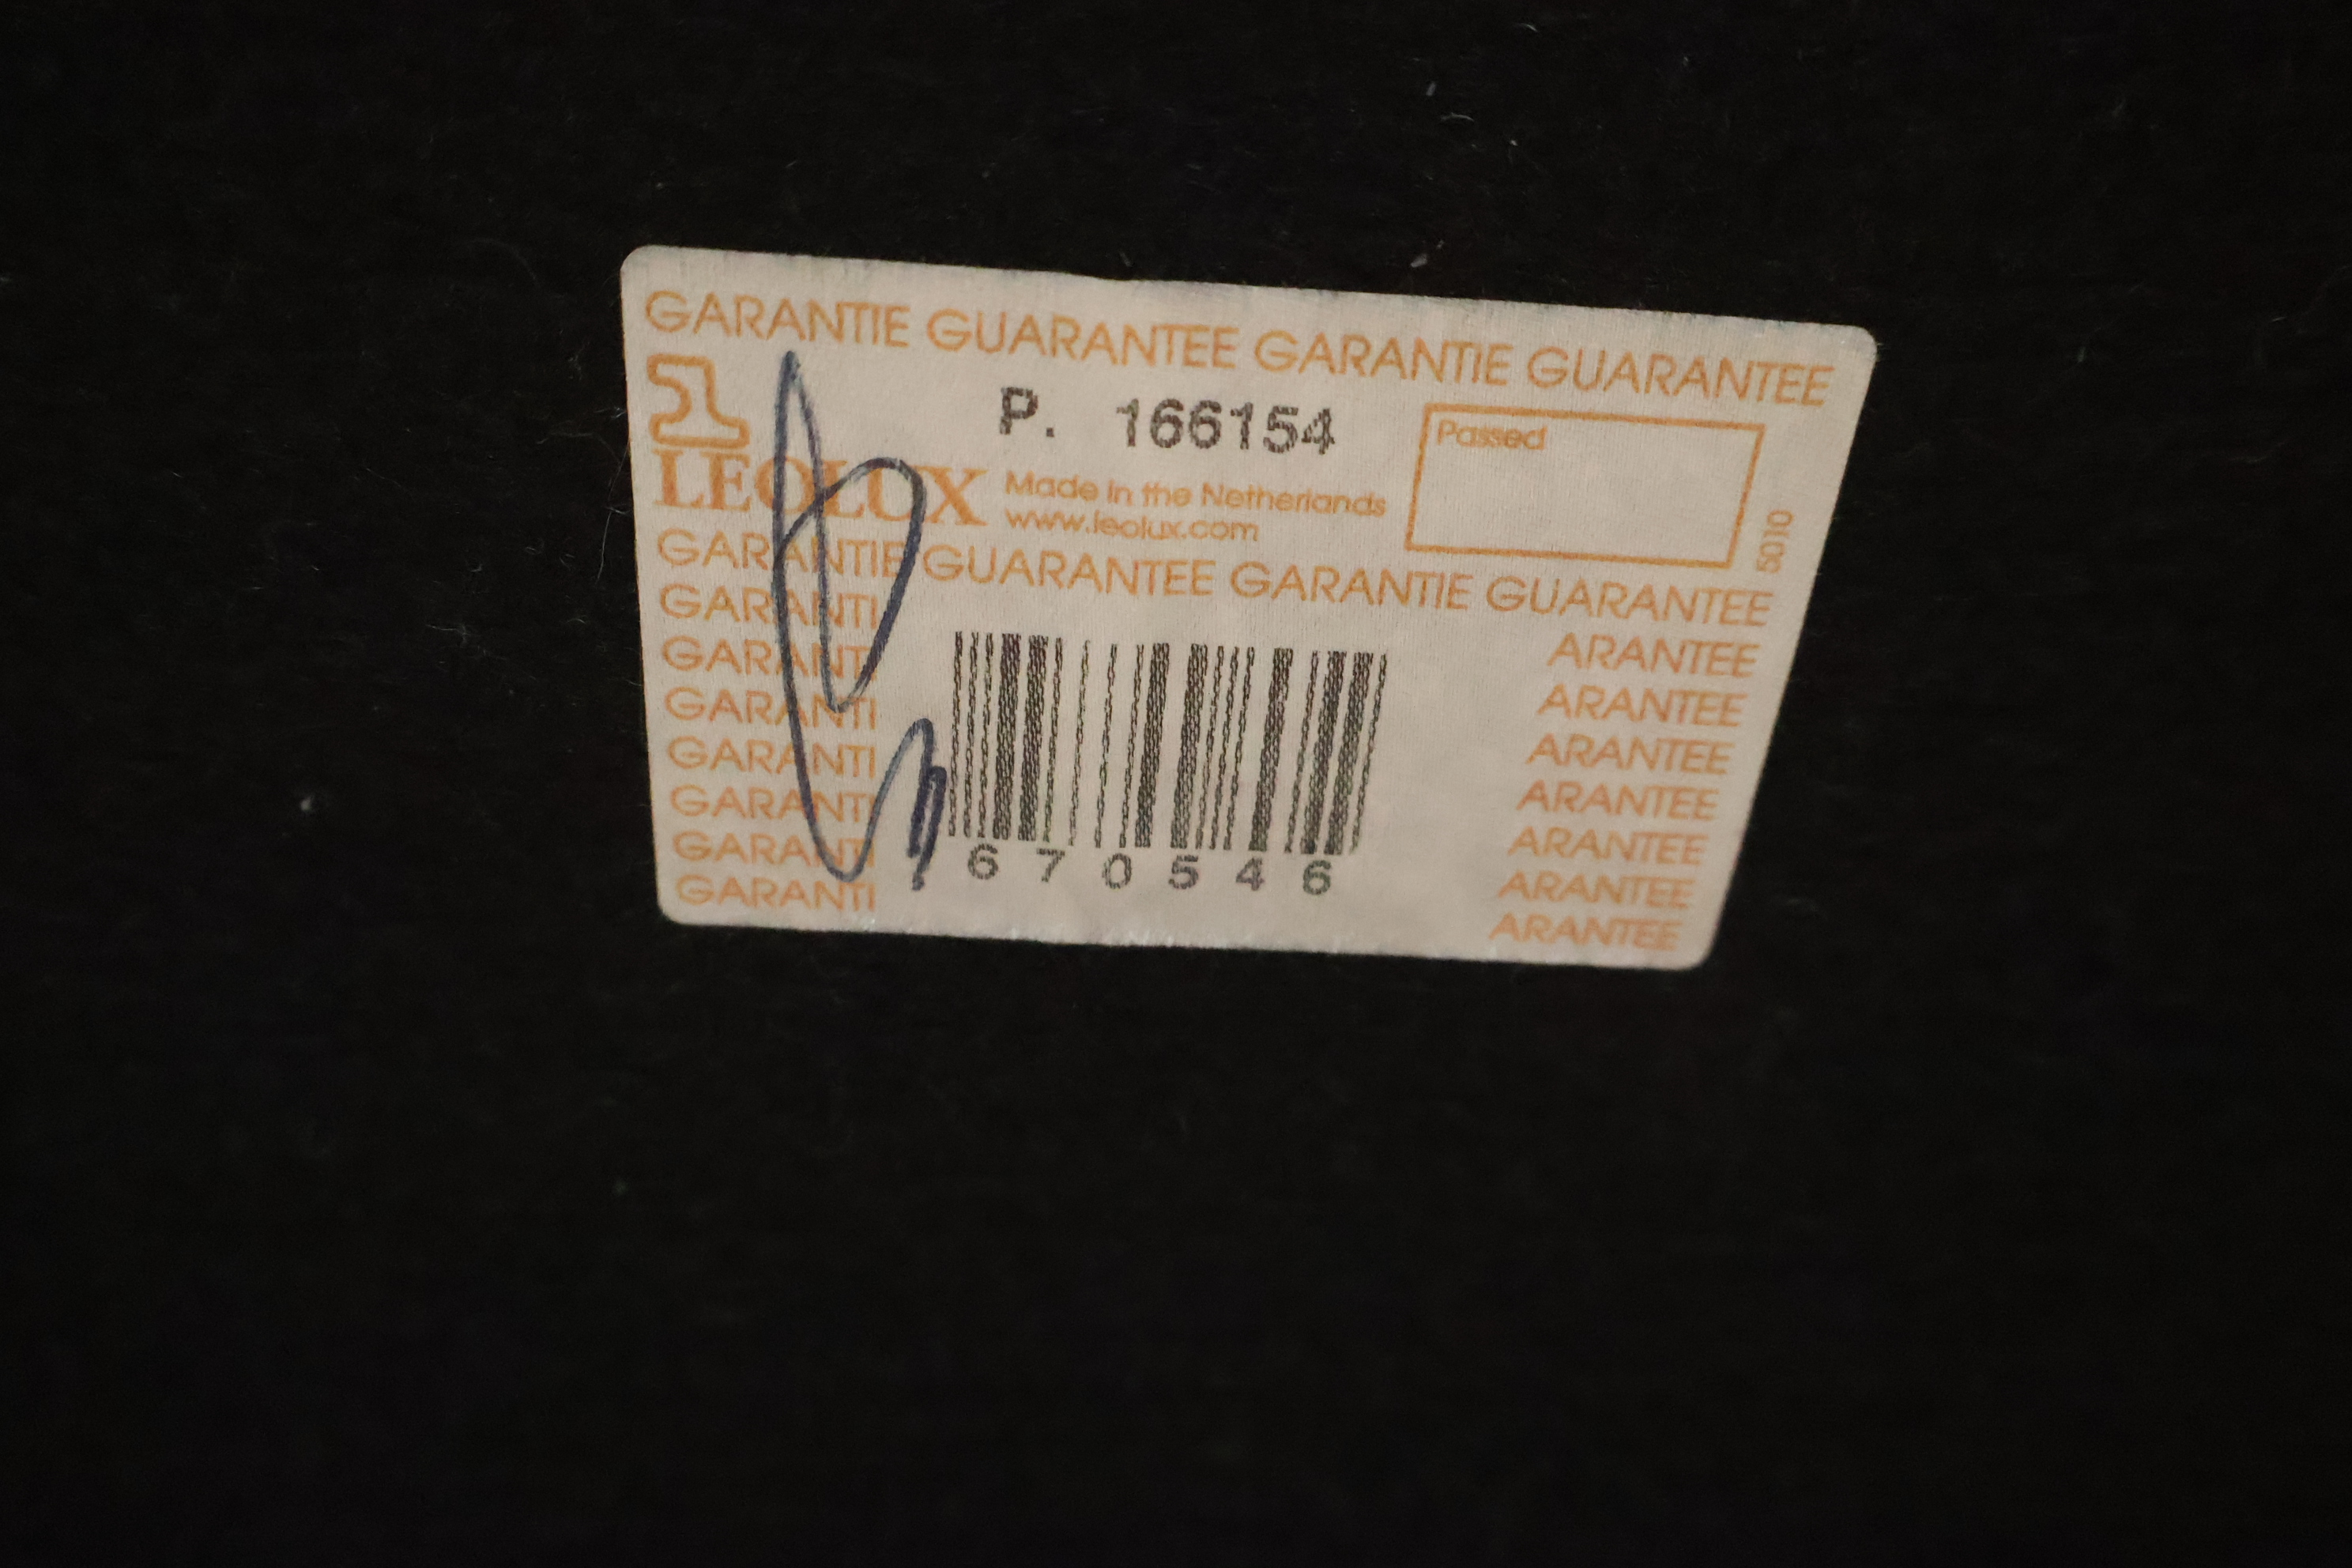 GARANTIE GUARANTEE GARANTIE GUARANTEE
P. 166154
Passed
LEOLUX
Made in the Netherlands
www.leolux.com
5010
GARANTIE GUARANTEE GARANTIE GUARANTEE
GARANTI
GARANT ARANTEE
GARANTI ARANTEE
GARANTI ARANTEE
GARANTI ARANTEE
GARANTI ARANTEE
GARANTI ARANTEE
ARANTEE
670546